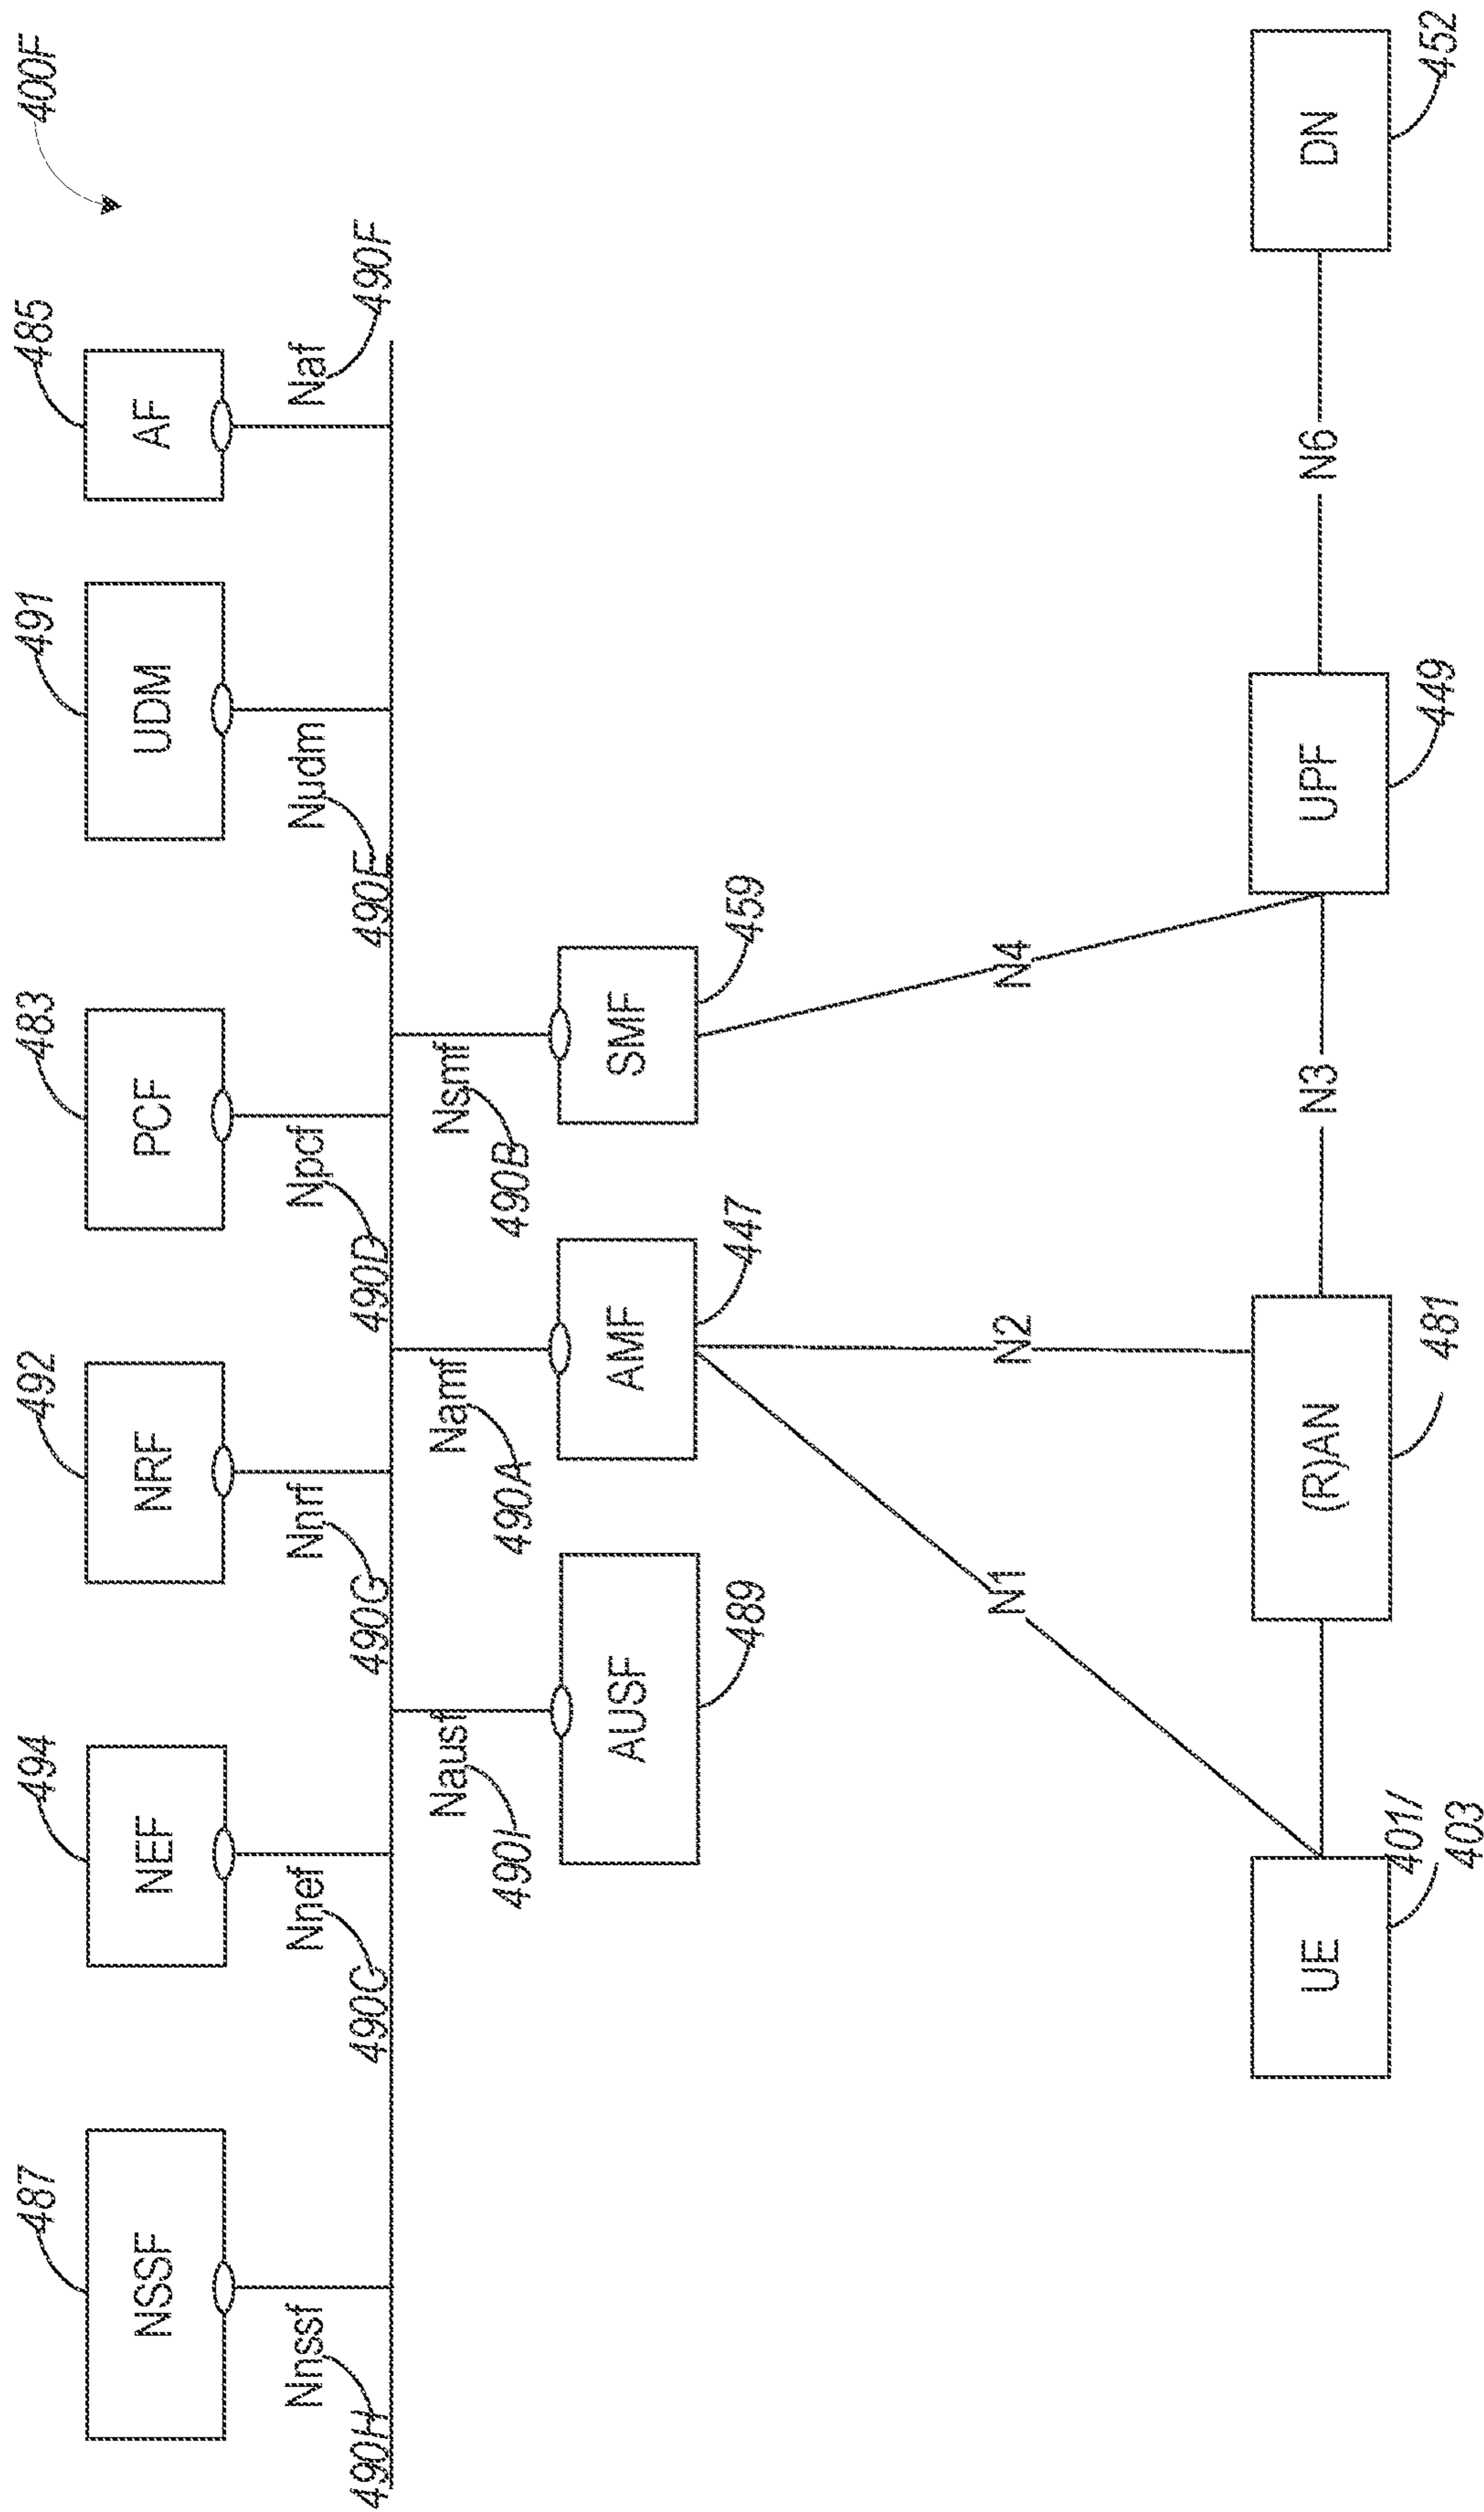 400F
487
494
492
483
491
485
NSSF
NEF
NRF
PCF
UDM
AF
Nnssf
Nnef
Nnrf
Npcf
Nudm
Naf
490H
490C
490G
490D
490E
490F
Nausf
Namf
Nsmf
490I
490A
490B
AUSF
AMF
SMF
489
447
459
N1
N2
N4
UE
(R)AN
N3
UPF
N6
DN
401/
403
481
449
452